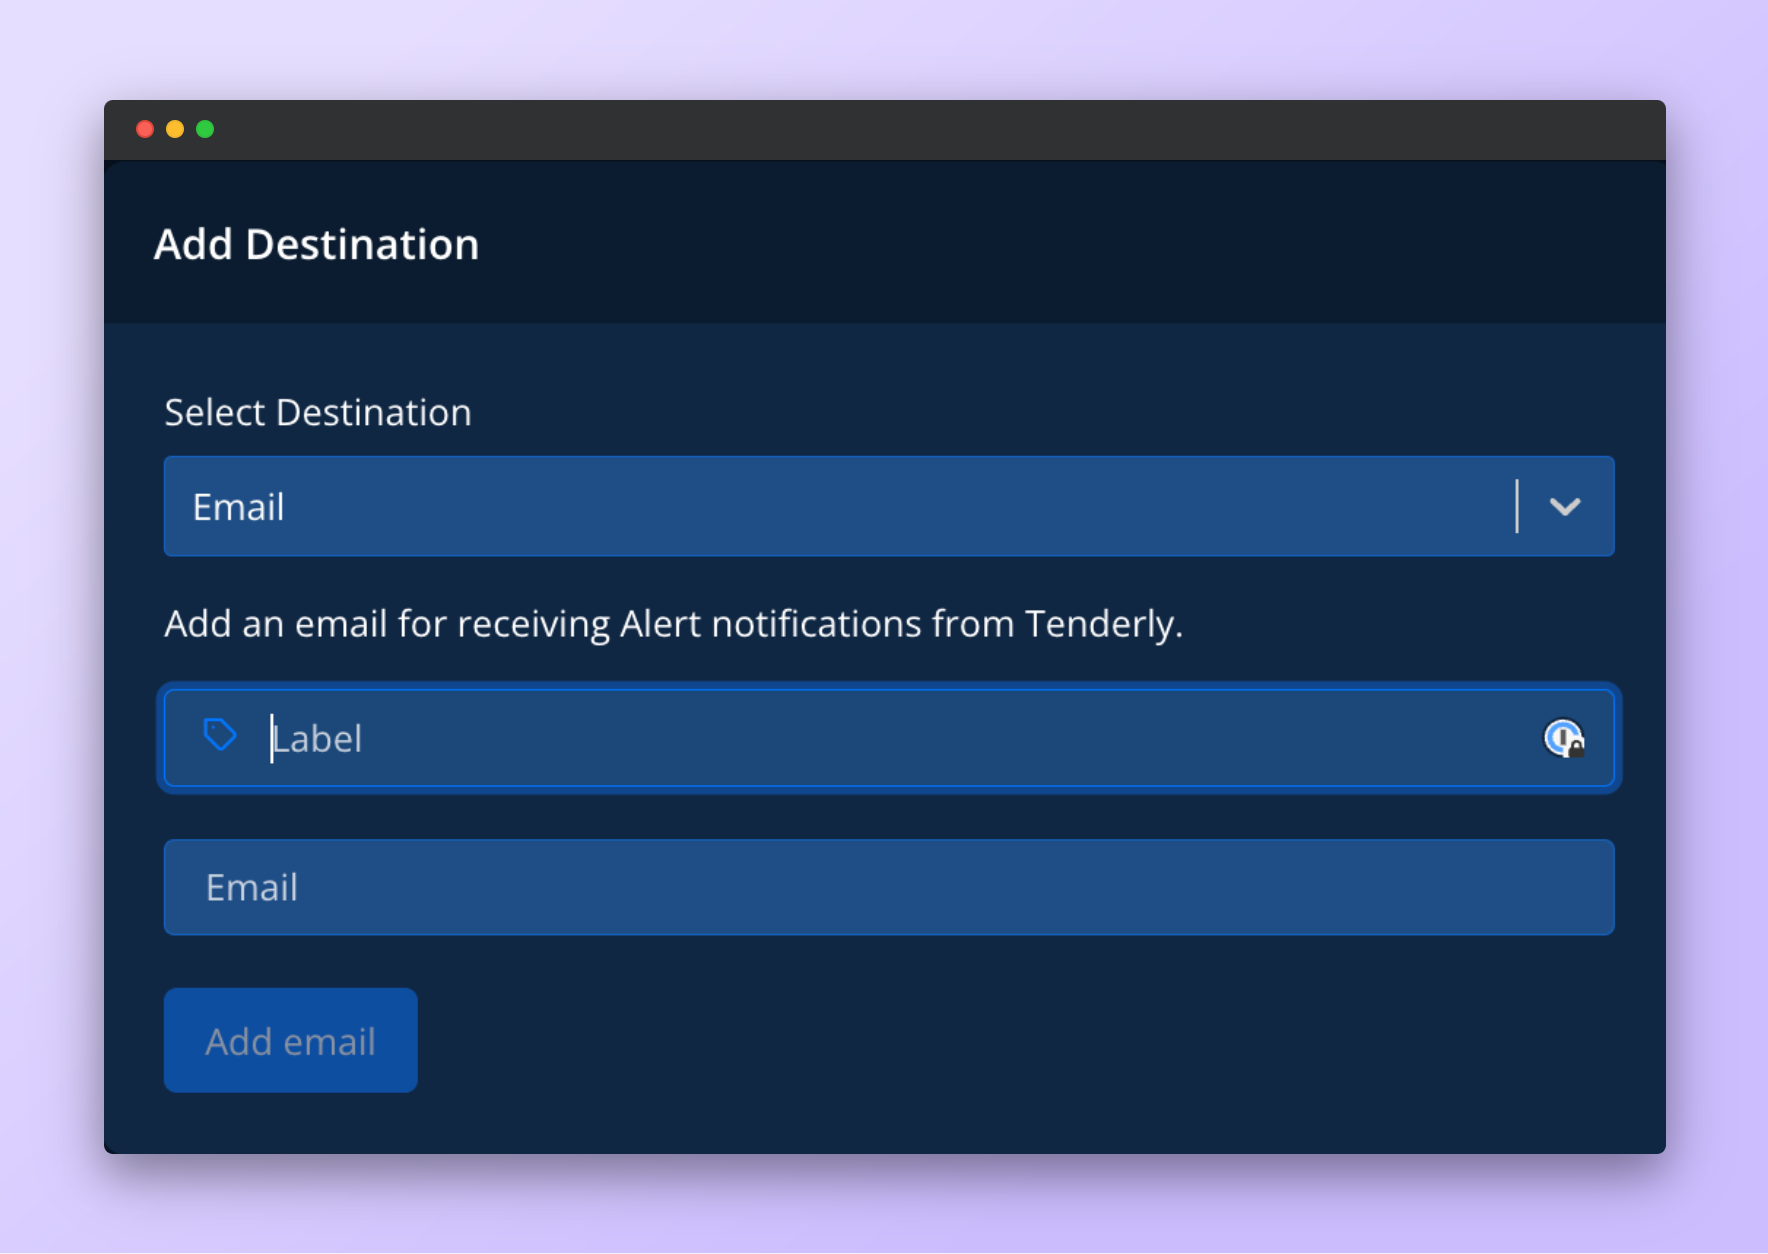 Add Destination
Select Destination
Email
Add an email for receiving Alert notifications from Tenderly.
Label
Email
Add email